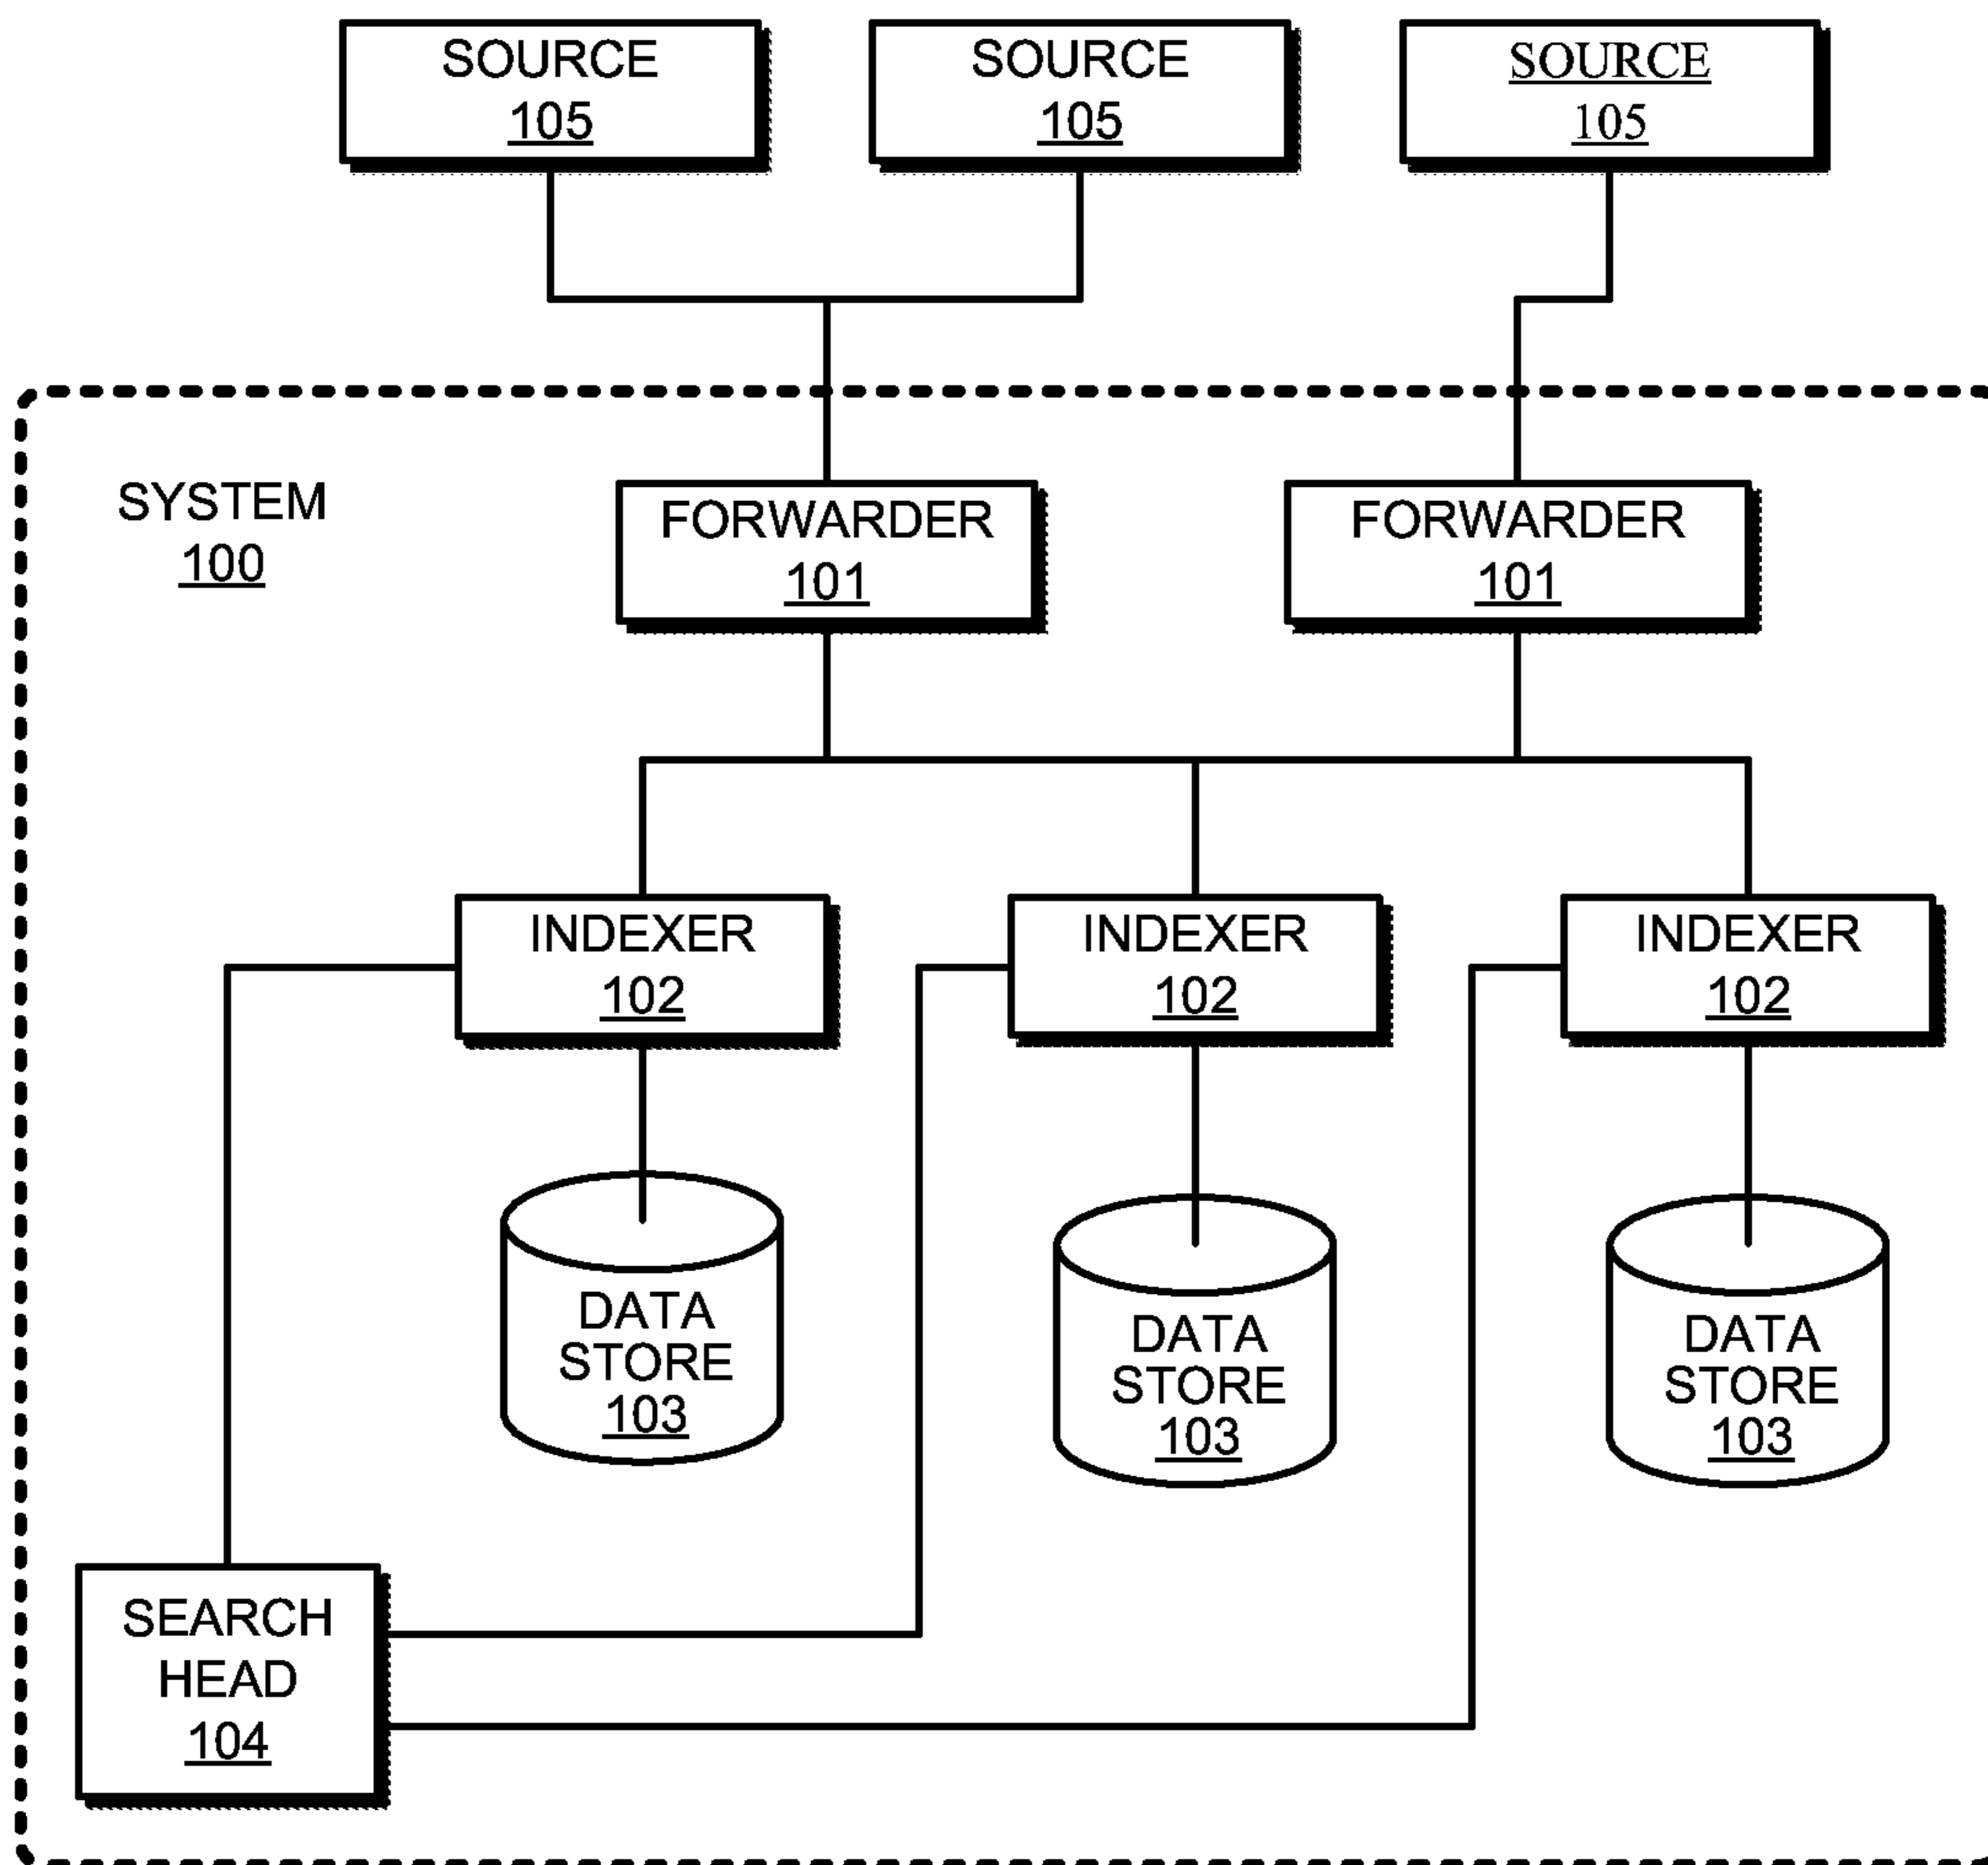 SOURCE
105
SOURCE
105
SOURCE
105
SYSTEM
100
FORWARDER
101
FORWARDER
101
INDEXER
102
INDEXER
102
INDEXER
102
DATA
STORE
103
DATA
STORE
103
DATA
STORE
103
SEARCH
HEAD
104